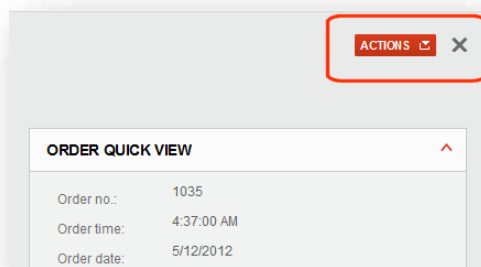 ACTIONS
ORDER QUICK VIEW
Order no.: 1035
Order time: 4:37:00 AM
Order date: 5/12/2012